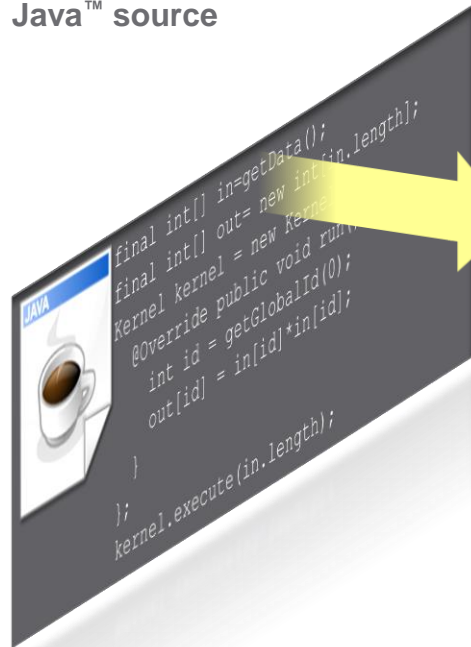 Java™ source
final int[] in=getData();
final int[] out= new int[in.length];
Kernel kernel = new Kernel
@Override public void run()
int id = getGlobalId(0);
out[id] = in[id]*in[id];
}
};
kernel.execute(in.length);
JAVA